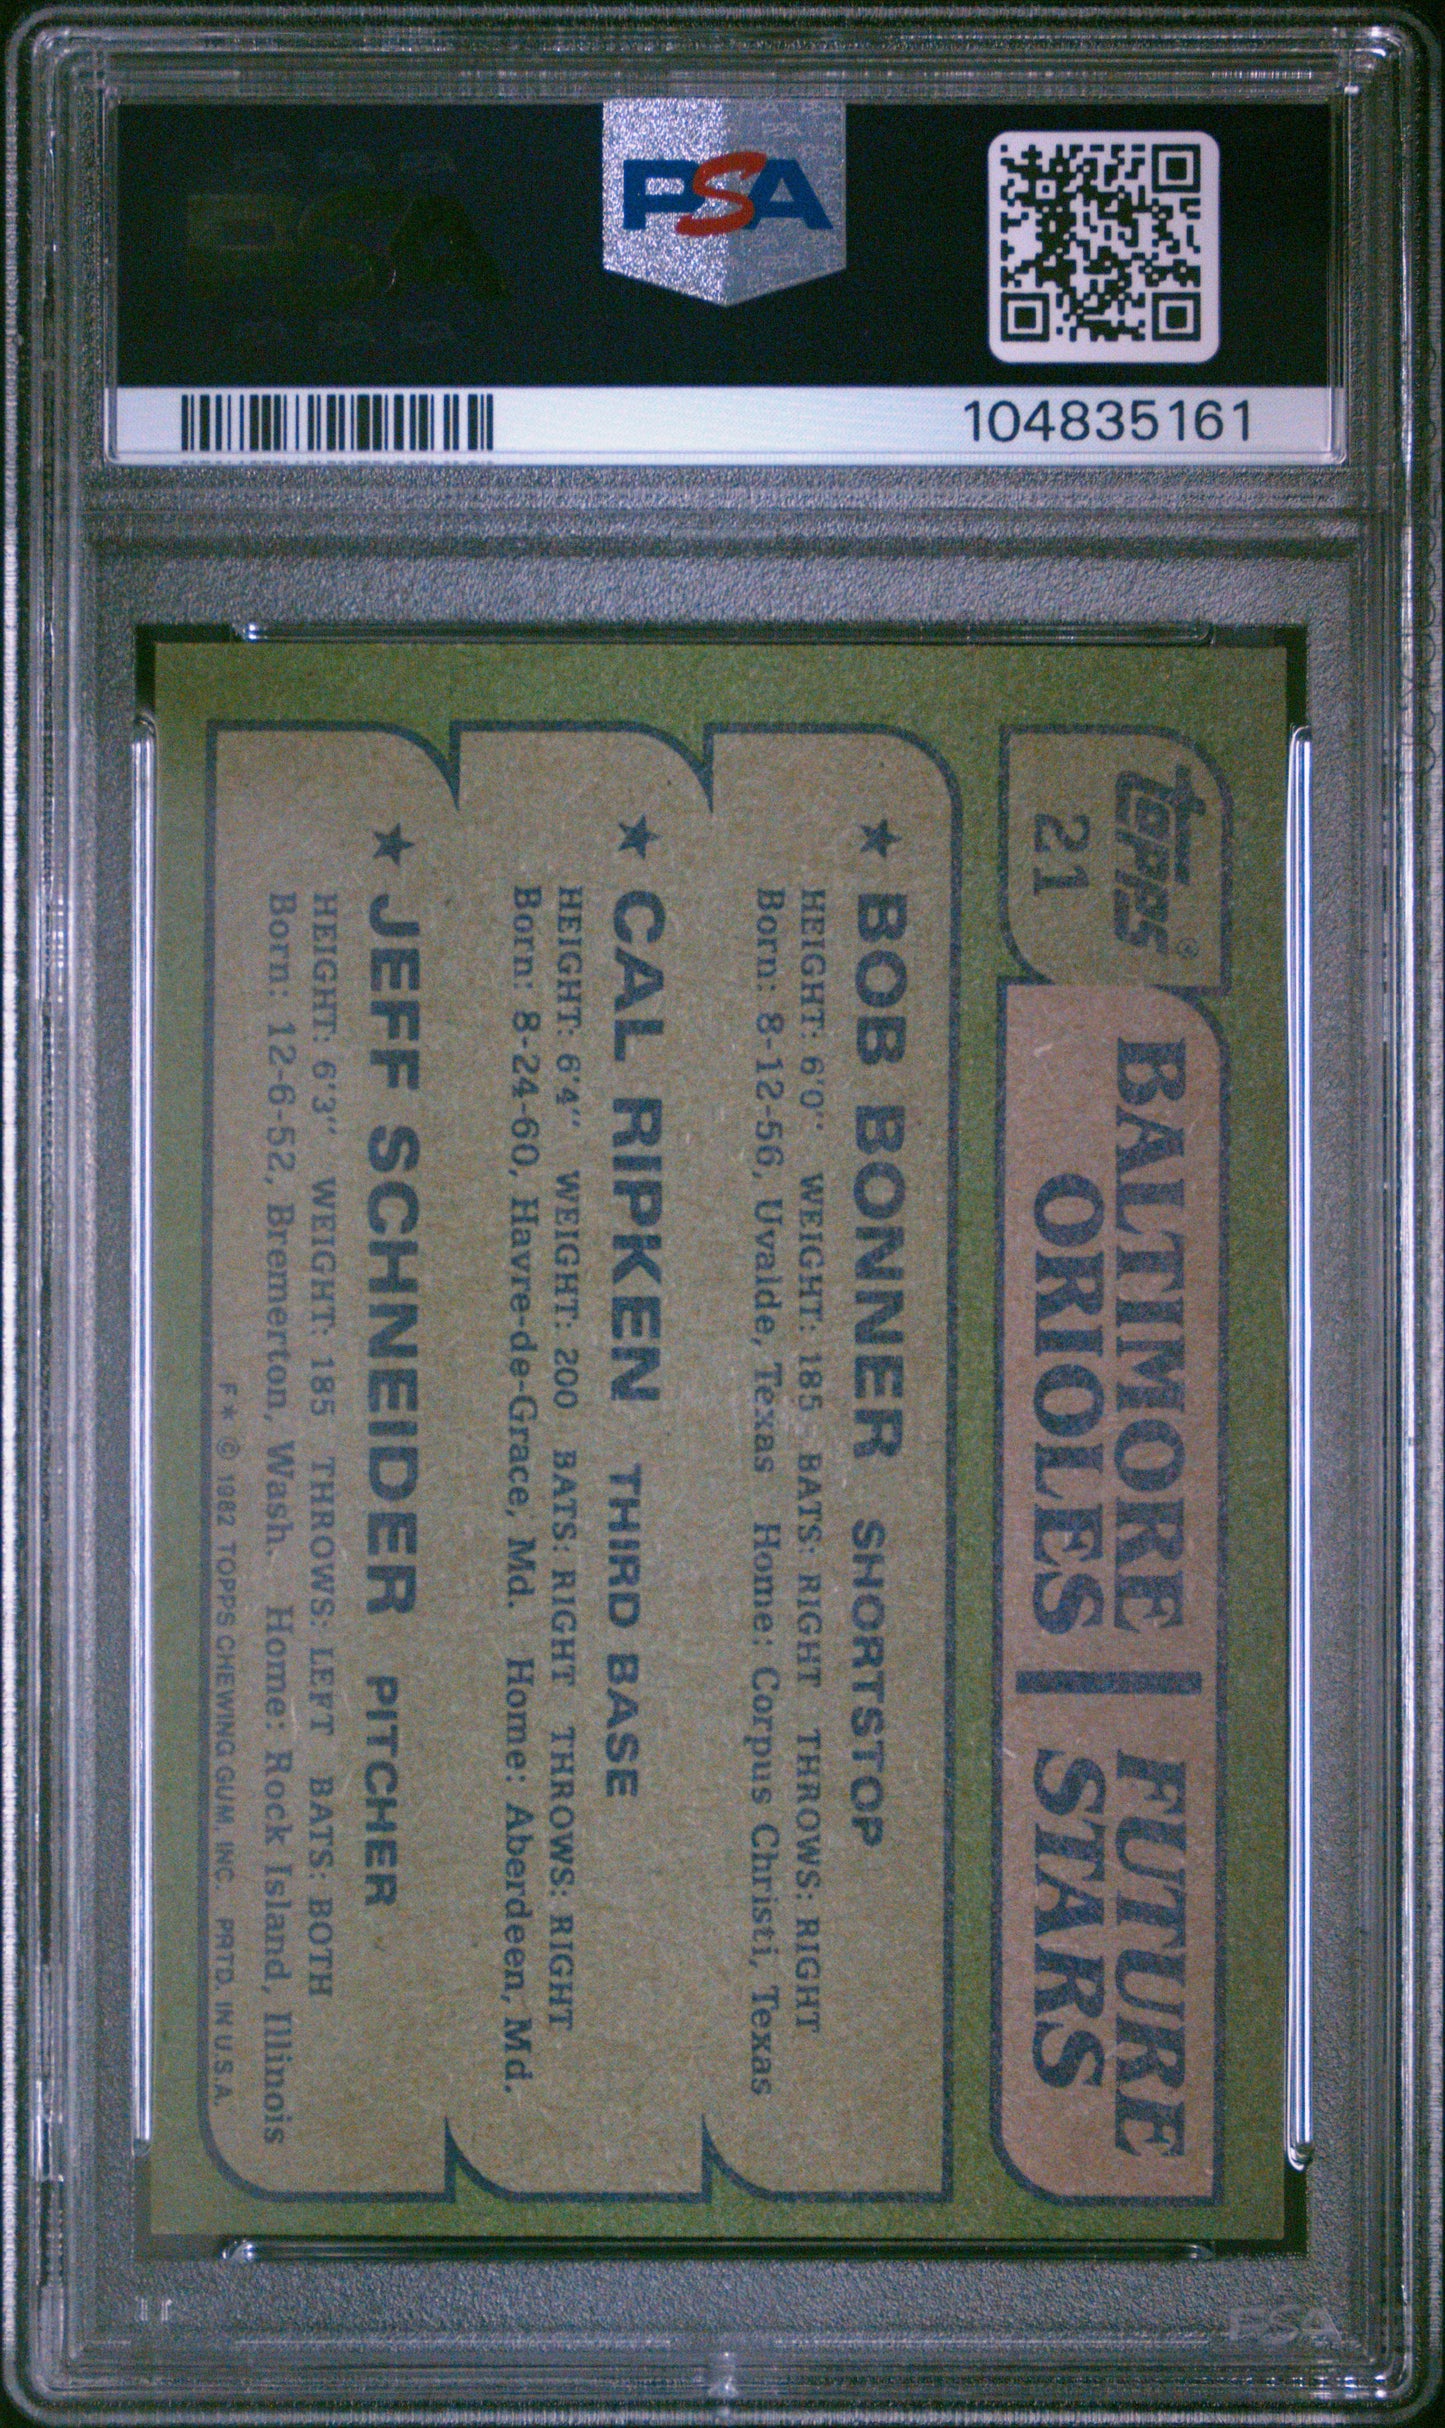 PSA
104835161
topps®
21
BALTIMORE
ORIOLES
FUTURE
STARS
★ BOB BONNER SHORTSTOP
HEIGHT: 6'0" WEIGHT: 185 BATS: RIGHT THROWS: RIGHT
Born: 8-12-56, Uvalde, Texas Home: Corpus Christi, Texas
★ CAL RIPKEN THIRD BASE
HEIGHT: 6'4" WEIGHT: 200 BATS: RIGHT THROWS: RIGHT
Born: 8-24-60, Havre-de-Grace, Md. Home: Aberdeen, Md.
★ JEFF SCHNEIDER PITCHER
HEIGHT: 6'3" WEIGHT: 185 THROWS: LEFT BATS: BOTH
Born: 12-6-52, Bremerton, Wash. Home: Rock Island, Illinois
F* © 1982 TOPPS CHEWING GUM, INC. PRTD. IN U.S.A.
PSA